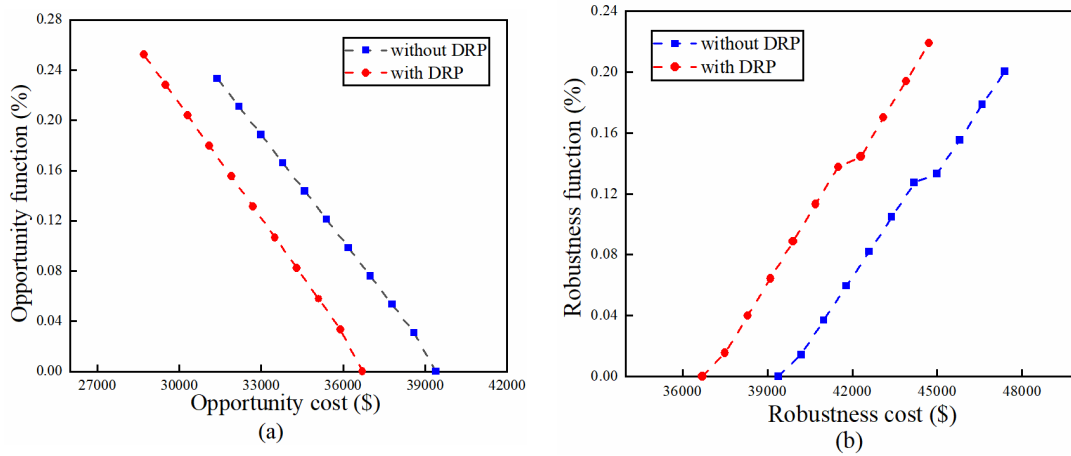 0.28
0.24
0.20
0.16
0.12
0.08
0.04
0.00
Opportunity function (%)
without DRP
with DRP
27000 30000 33000 36000 39000 42000
Opportunity cost ($)
(a)
0.24
0.20
0.16
0.12
0.08
0.04
0.00
Robustness function (%)
without DRP
with DRP
36000 39000 42000 45000 48000
Robustness cost ($)
(b)